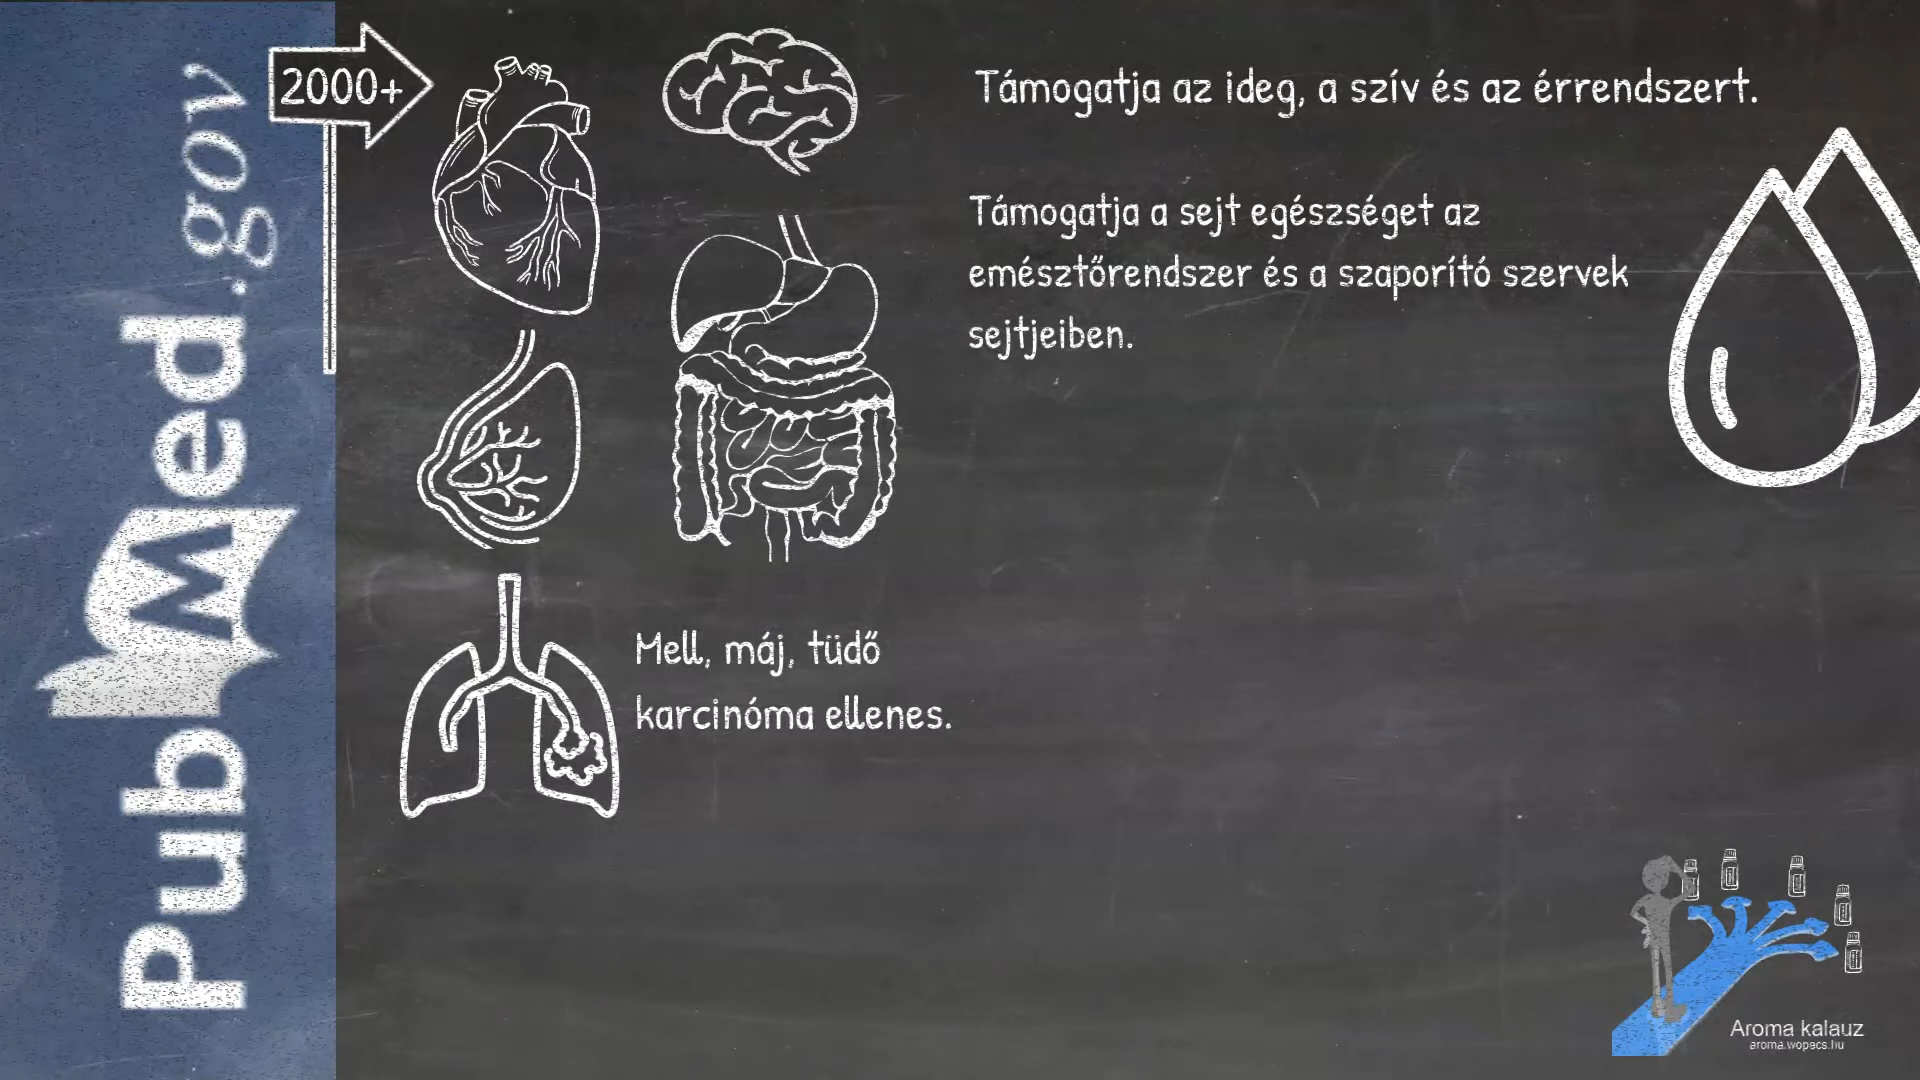 PubMed.gov
2000+
Támogatja az ideg, a szív és az érrendszert.
Támogatja a sejt egészséget az
emésztőrendszer és a szaporító szervek
sejtjeiben.
Mell, máj, tüdő
karcinóma ellenes.
Aroma kalauz
aroma.wopecs.hu